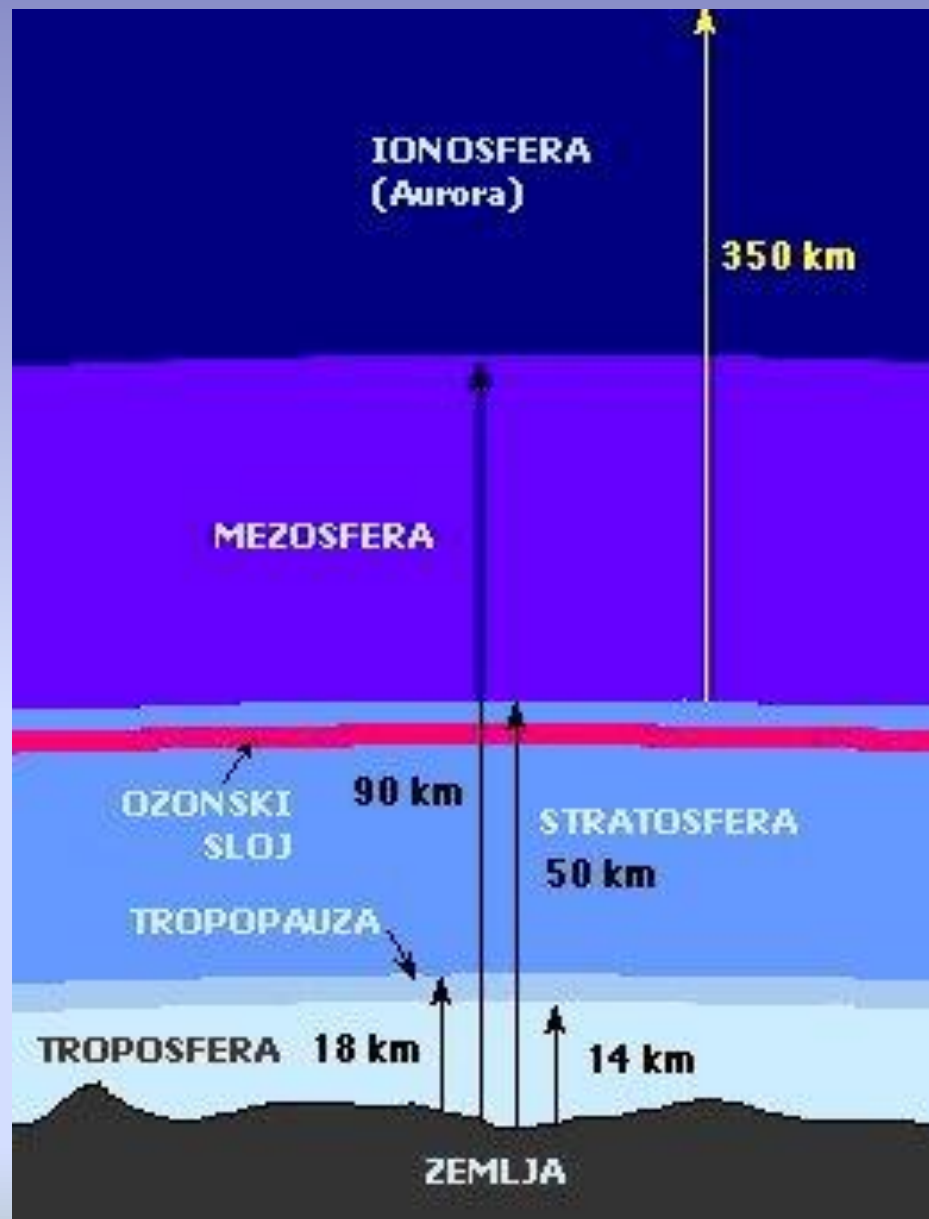 IONOSFERA
(Aurora)
350 km
MEZOSFERA
OZONSKI
SLOJ
90 km
STRATOSFERA
50 km
TROPOPAUZA
TROPOSFERA 18 km
14 km
ZEMLJA